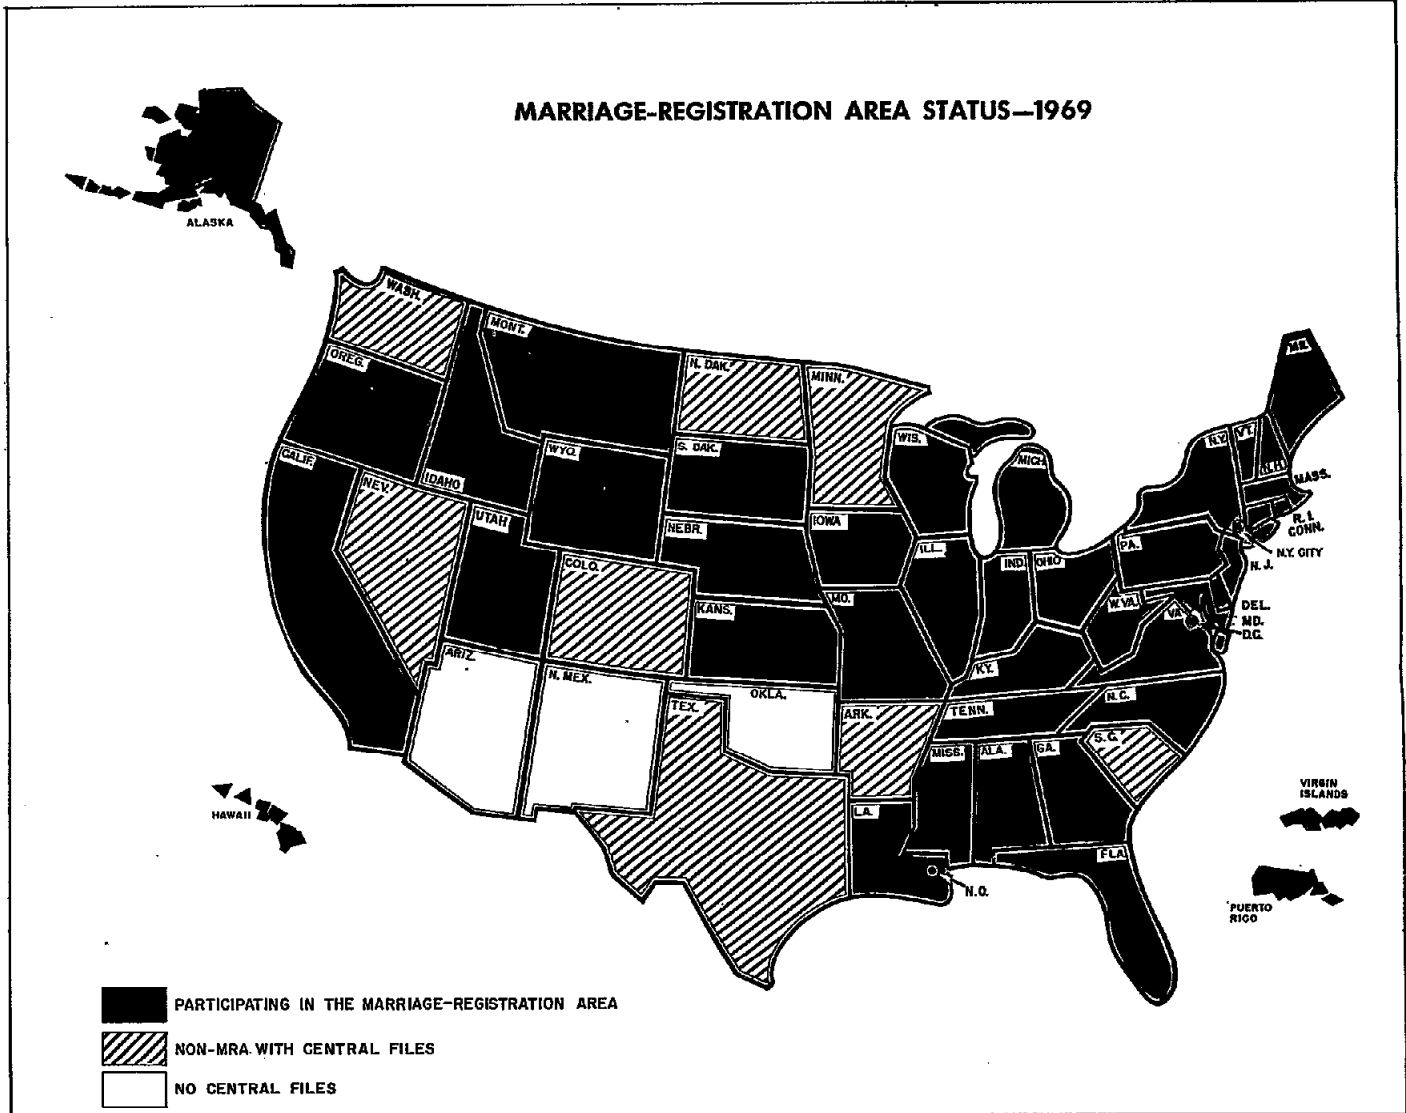 MARRIAGE-REGISTRATION AREA STATUS—1969
ALASKA
WASH.
MONT.
OREG.
N. DAK.
MINN.
ME.
IDAHO
WYO.
S. DAK.
WIS.
MICH
N.Y.
VT.
N.H.
MASS.
CALIF.
NEV.
UTAH
NEBR.
IOWA
R. I.
CONN.
N.Y. CITY
COLO.
ILL.
IND.
OHIO
PA.
N. J.
KANS.
MO.
W.VA.
VA.
DEL.
MD.
D.C.
ARIZ.
N. MEX.
OKLA.
KY.
TEX.
ARK.
TENN.
N.C.
S.C.
MISS.
ALA.
GA.
HAWAII
LA.
FLA.
N.O.
VIRGIN
ISLANDS
PUERTO
RICO
PARTICIPATING IN THE MARRIAGE-REGISTRATION AREA
NON-MRA WITH CENTRAL FILES
NO CENTRAL FILES